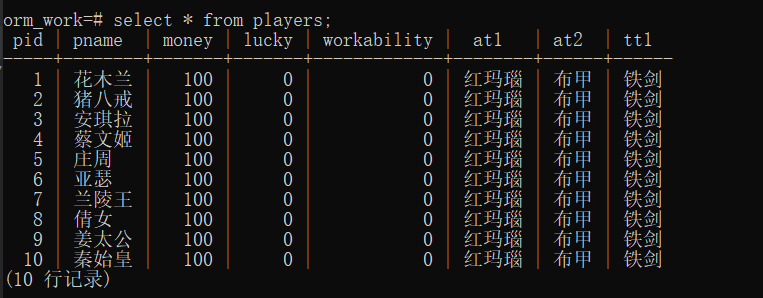 orm_work=# select * from players;
pid | pname | money | lucky | workability | at1 | at2 | tt1
-----+--------+-------+-------+-------------+--------+------+------
1 | 花木兰 | 100 | 0 | 0 | 红玛瑙 | 布甲 | 铁剑
2 | 猪八戒 | 100 | 0 | 0 | 红玛瑙 | 布甲 | 铁剑
3 | 安琪拉 | 100 | 0 | 0 | 红玛瑙 | 布甲 | 铁剑
4 | 蔡文姬 | 100 | 0 | 0 | 红玛瑙 | 布甲 | 铁剑
5 | 庄周 | 100 | 0 | 0 | 红玛瑙 | 布甲 | 铁剑
6 | 亚瑟 | 100 | 0 | 0 | 红玛瑙 | 布甲 | 铁剑
7 | 兰陵王 | 100 | 0 | 0 | 红玛瑙 | 布甲 | 铁剑
8 | 倩女 | 100 | 0 | 0 | 红玛瑙 | 布甲 | 铁剑
9 | 姜太公 | 100 | 0 | 0 | 红玛瑙 | 布甲 | 铁剑
10 | 秦始皇 | 100 | 0 | 0 | 红玛瑙 | 布甲 | 铁剑
(10 行记录)